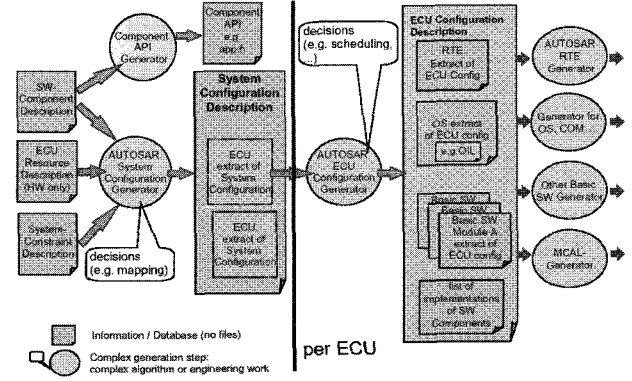 Component
API
Generator
Component
API
e.g.
app.h
SW-
Component
Description
ECU
Resource
Description
(HW only)
System-
Constraint
Description
AUTOSAR
System
Configuration
Generator
decisions
(e.g. mapping)
System
Configuration
Description
ECU
extract of
System
Configuration
ECU
extract of
System
Configuration
decisions
(e.g. scheduling,
...)
AUTOSAR
ECU
Configuration
Generator
ECU Configuration
Description
RTE
Extract of
ECU Config
OS extract
of ECU config
e.g. OIL
Basic SW
Basic SW
Basic SW
Module A
extract of
ECU config
list of
implementations
of SW
Components
AUTOSAR
RTE
Generator
Generator for
OS, COM ...
Other Basic
SW Generator
MCAL-
Generator
Information / Database (no files)
Complex generation step:
complex algorithm or engineering work
per ECU